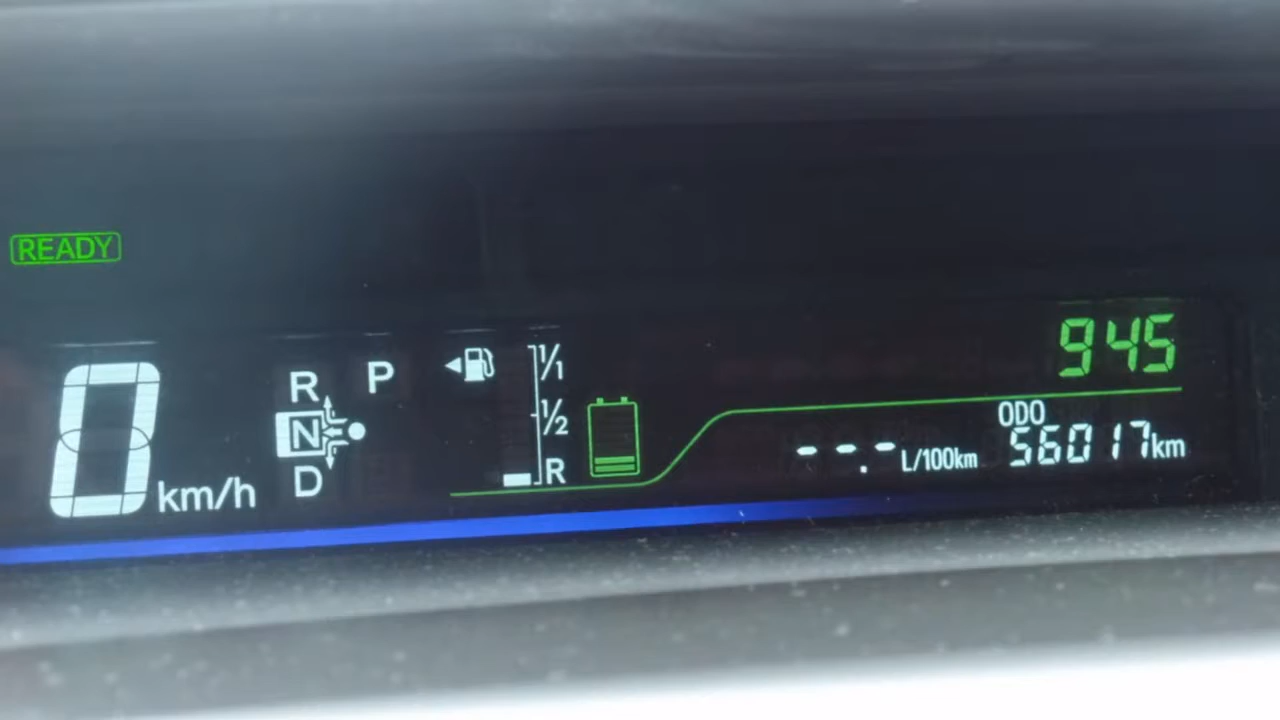 READY
945
0 km/h
R P
N
D
1/1
1/2
R
ODO
--.- L/100km 56017km